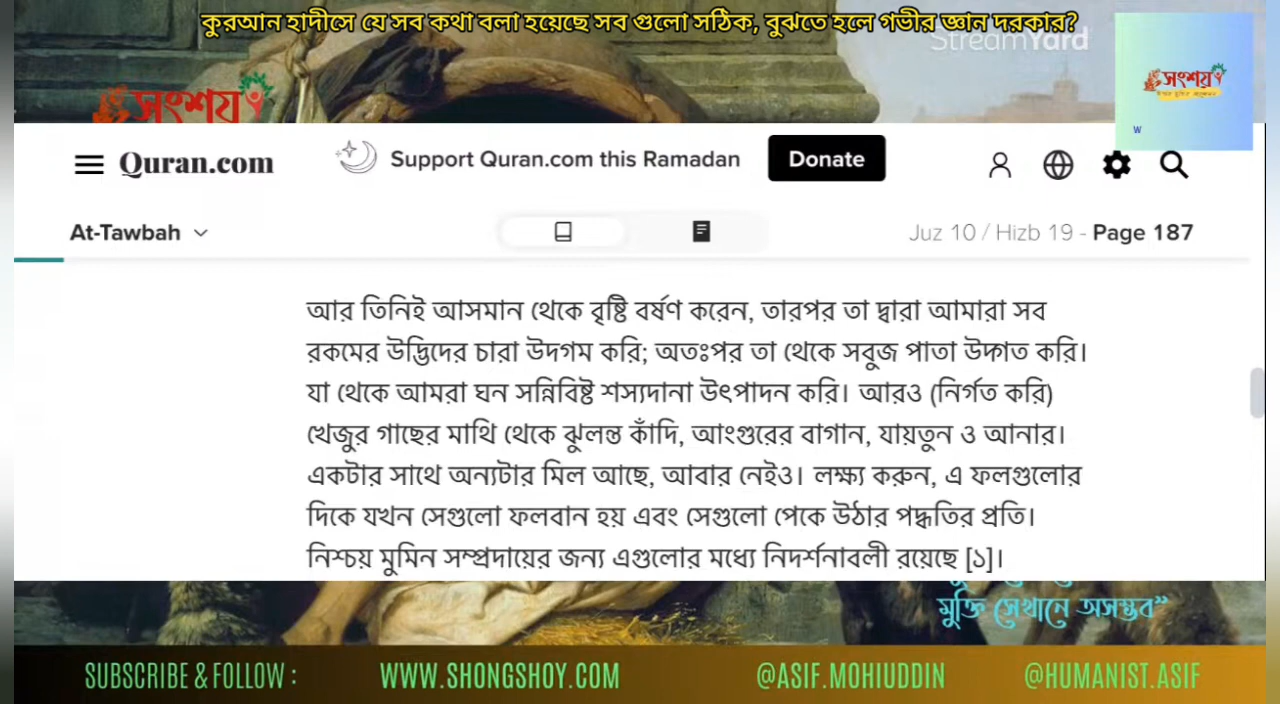 কুরআন হাদীসে যে সব কথা বলা হয়েছে সব গুলো সঠিক, বুঝতে হলে গভীর জ্ঞান দরকার?
StreamYard
সংশয়
সংশয়
W
Quran.com
Support Quran.com this Ramadan
Donate
At-Tawbah
Juz 10 / Hizb 19 - Page 187
আর তিনিই আসমান থেকে বৃষ্টি বর্ষণ করেন, তারপর তা দ্বারা আমারা সব
রকমের উদ্ভিদের চারা উদগম করি; অতঃপর তা থেকে সবুজ পাতা উদ্গত করি।
যা থেকে আমরা ঘন সন্নিবিষ্ট শস্যদানা উৎপাদন করি। আরও (নির্গত করি)
খেজুর গাছের মাথি থেকে ঝুলন্ত কাঁদি, আংগুরের বাগান, যায়তুন ও আনার।
একটার সাথে অন্যটার মিল আছে, আবার নেইও। লক্ষ্য করুন, এ ফলগুলোর
দিকে যখন সেগুলো ফলবান হয় এবং সেগুলো পেকে উঠার পদ্ধতির প্রতি।
নিশ্চয় মুমিন সম্প্রদায়ের জন্য এগুলোর মধ্যে নিদর্শনাবলী রয়েছে [১]।
মুক্তি সেখানে অসম্ভব”
SUBSCRIBE & FOLLOW :
WWW.SHONGSHOY.COM
@ASIF.MOHIUDDIN
@HUMANIST.ASIF